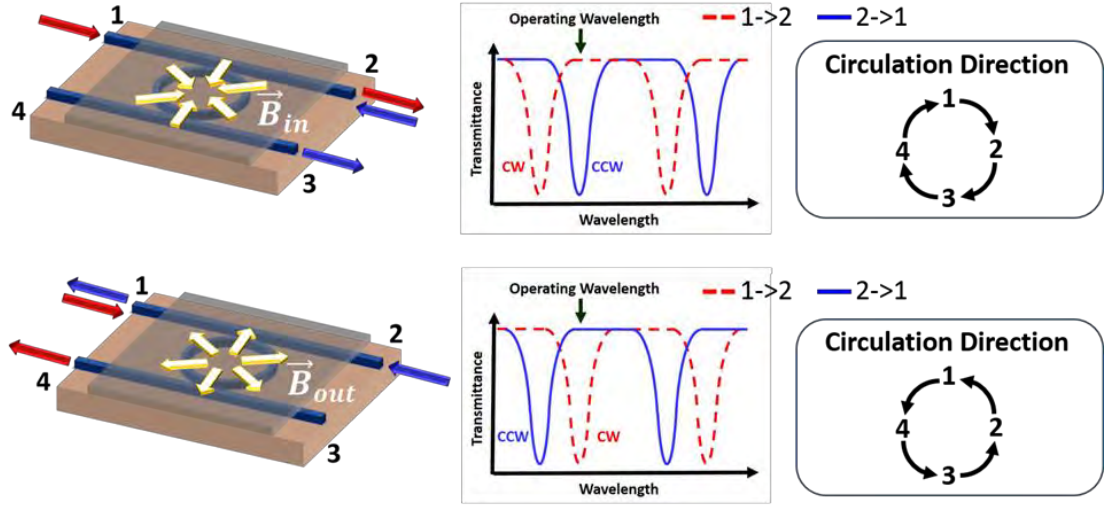 1
2
4
3
B⃗in
Operating Wavelength
1->2
2->1
Transmittance
CW
CCW
Wavelength
Circulation Direction
1
4
2
3
1
2
4
3
B⃗out
Operating Wavelength
1->2
2->1
Transmittance
CCW
CW
Wavelength
Circulation Direction
1
4
2
3